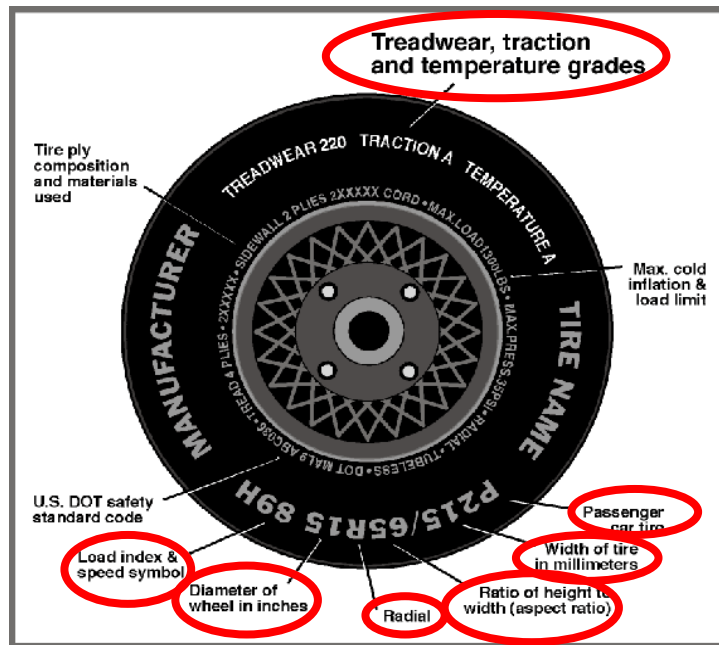 Treadwear, traction
and temperature grades
Tire ply
composition
and materials
used
TREADWEAR 220 TRACTION A TEMPERATURE A
SIDEWALL 2 PLIES 2XXXXX CORD • MAX.LOAD1300LBS • MAX.PRESS.35PSI • RADIAL • TUBELESS • DOT MAL9 ABC036 • TREAD 4 PLIES • 2XXXXX •
Max. cold
inflation &
load limit
MANUFACTURER
TIRE NAME
P215/65R15 89H
U.S. DOT safety
standard code
Passenger
car tire
Load index &
speed symbol
Width of tire
in millimeters
Diameter of
wheel in inches
Radial
Ratio of height to
width (aspect ratio)